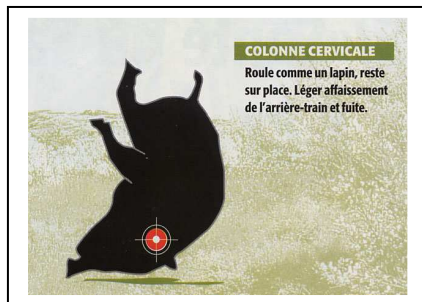 COLONNE CERVICALE
Roule comme un lapin, reste
sur place. Léger affaissement
de l'arrière-train et fuite.